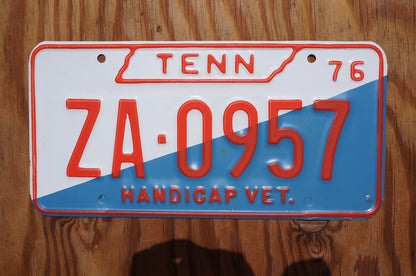 TENN
76
ZA·0957
HANDICAP VET.